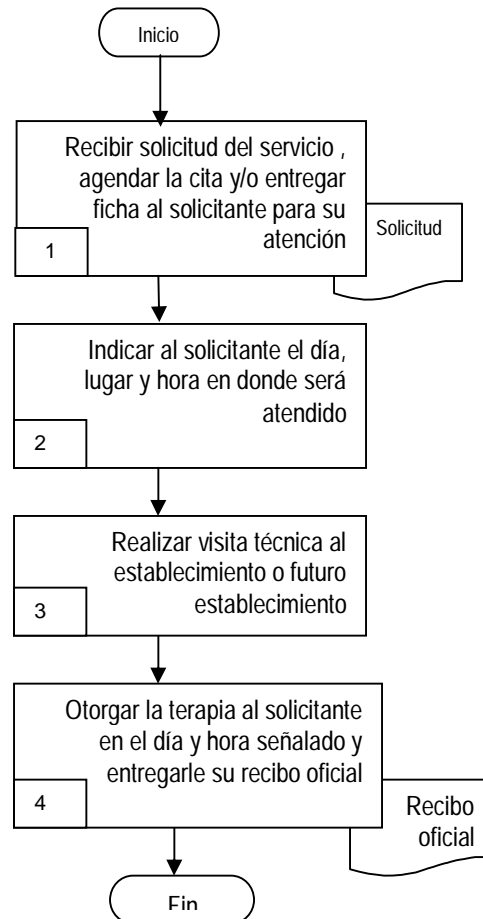 Inicio
Recibir solicitud del servicio ,
agendar la cita y/o entregar
ficha al solicitante para su
atención
1
Solicitud
Indicar al solicitante el día,
lugar y hora en donde será
atendido
2
Realizar visita técnica al
establecimiento o futuro
establecimiento
3
Otorgar la terapia al solicitante
en el día y hora señalado y
entregarle su recibo oficial
4
Recibo
oficial
Fin